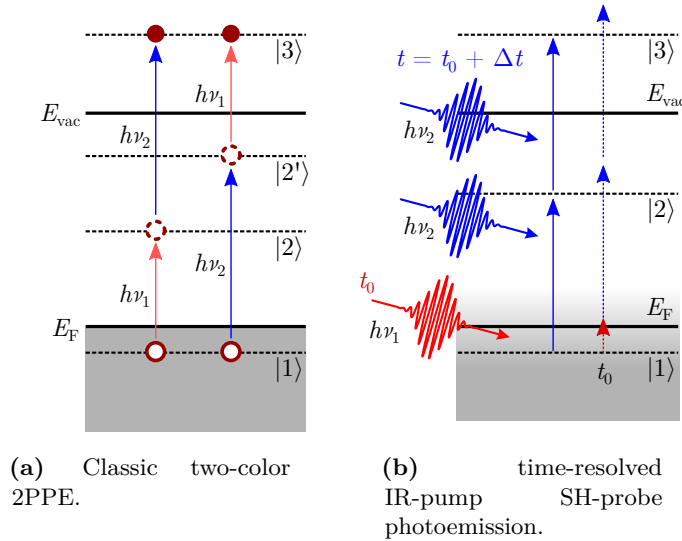 |3⟩
E_vac
hν₁
hν₂
|2'⟩
|2⟩
hν₁
hν₂
E_F
|1⟩
(a) Classic two-color
2PPE.
|3⟩
t = t₀ + Δt
E_vac
hν₂
|2⟩
hν₂
t₀
E_F
hν₁
|1⟩
t₀
(b) time-resolved
IR-pump SH-probe
photoemission.